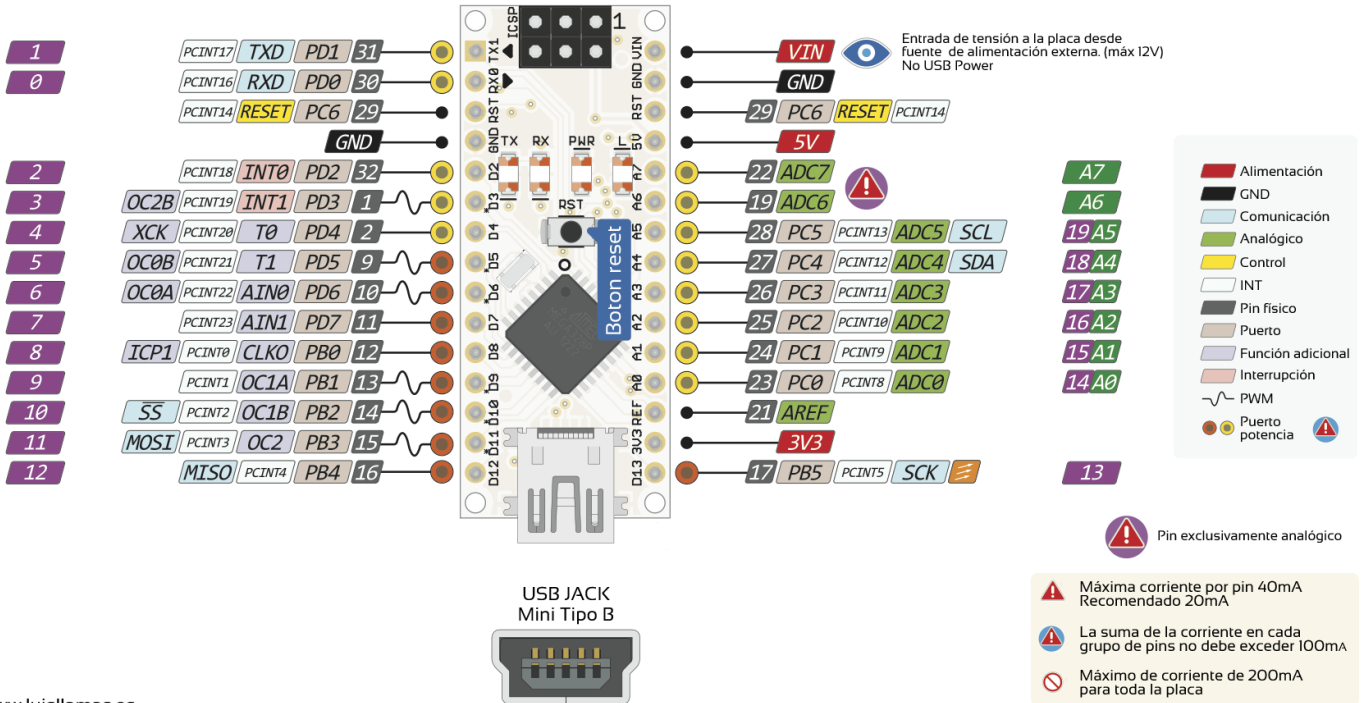 ICSP
1
1 PCINT17 TXD PD1 31 TX1 VIN VIN
Entrada de tensión a la placa desde
fuente de alimentación externa. (máx 12V)
No USB Power
0 PCINT16 RXD PD0 30 RX0 GND GND
PCINT14 RESET PC6 29 RST RST 29 PC6 RESET PCINT14
GND GND 5V 5V
TX RX PWR L
2 PCINT18 INT0 PD2 32 D2 A7 22 ADC7 A7
3 OC2B PCINT19 INT1 PD3 1 *D3 A6 19 ADC6 A6
RST
4 XCK PCINT20 T0 PD4 2 D4 A5 28 PC5 PCINT13 ADC5 SCL 19 A5
5 OC0B PCINT21 T1 PD5 9 *D5 A4 27 PC4 PCINT12 ADC4 SDA 18 A4
6 OC0A PCINT22 AIN0 PD6 10 *D6 A3 26 PC3 PCINT11 ADC3 17 A3
7 PCINT23 AIN1 PD7 11 D7 A2 25 PC2 PCINT10 ADC2 16 A2
8 ICP1 PCINT0 CLKO PB0 12 D8 A1 24 PC1 PCINT9 ADC1 15 A1
9 PCINT1 OC1A PB1 13 *D9 A0 23 PC0 PCINT8 ADC0 14 A0
10 SS PCINT2 OC1B PB2 14 *D10 REF 21 AREF
11 MOSI PCINT3 OC2 PB3 15 *D11 3V3 3V3
12 MISO PCINT4 PB4 16 D12 D13 17 PB5 PCINT5 SCK 13
Boton reset
Alimentación
GND
Comunicación
Analógico
Control
INT
Pin físico
Puerto
Función adicional
Interrupción
PWM
Puerto
potencia
Pin exclusivamente analógico
USB JACK
Mini Tipo B
Máxima corriente por pin 40mA
Recomendado 20mA
La suma de la corriente en cada
grupo de pins no debe exceder 100mA
Máximo de corriente de 200mA
para toda la placa